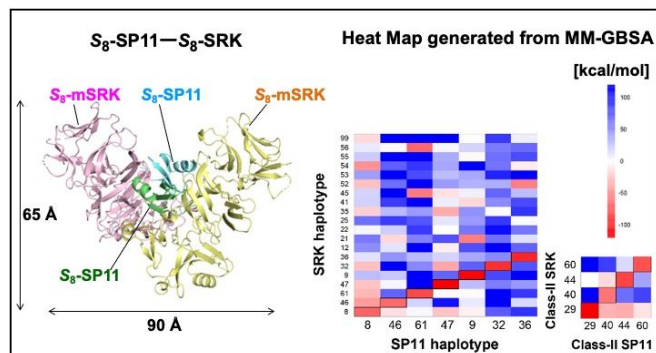 S8-SP11—S8-SRK
Heat Map generated from MM-GBSA
[kcal/mol]
S8-mSRK
S8-SP11
S8-mSRK
65 Å
S8-SP11
90 Å
SRK haplotype
99
56
55
54
53
52
45
41
35
25
22
21
12
36
32
9
47
61
46
8
8 46 61 47 9 32 36
SP11 haplotype
100
50
0
-50
-100
Class-II SRK
60
44
40
29
29 40 44 60
Class-II SP11